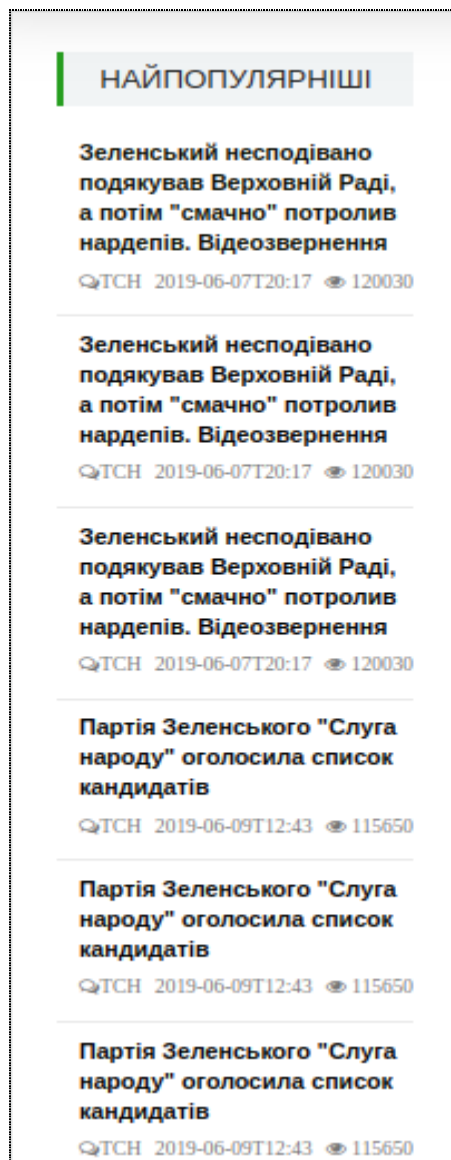 НАЙПОПУЛЯРНІШІ
Зеленський несподівано
подякував Верховній Раді,
а потім "смачно" потролив
нардепів. Відеозвернення
ТСН 2019-06-07T20:17 120030
Зеленський несподівано
подякував Верховній Раді,
а потім "смачно" потролив
нардепів. Відеозвернення
ТСН 2019-06-07T20:17 120030
Зеленський несподівано
подякував Верховній Раді,
а потім "смачно" потролив
нардепів. Відеозвернення
ТСН 2019-06-07T20:17 120030
Партія Зеленського "Слуга
народу" оголосила список
кандидатів
ТСН 2019-06-09T12:43 115650
Партія Зеленського "Слуга
народу" оголосила список
кандидатів
ТСН 2019-06-09T12:43 115650
Партія Зеленського "Слуга
народу" оголосила список
кандидатів
ТСН 2019-06-09T12:43 115650